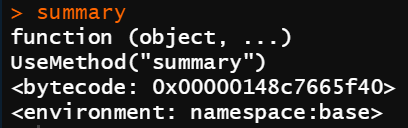 > summary
function (object, ...)
UseMethod("summary")
<bytecode: 0x00000148c7665f40>
<environment: namespace:base>